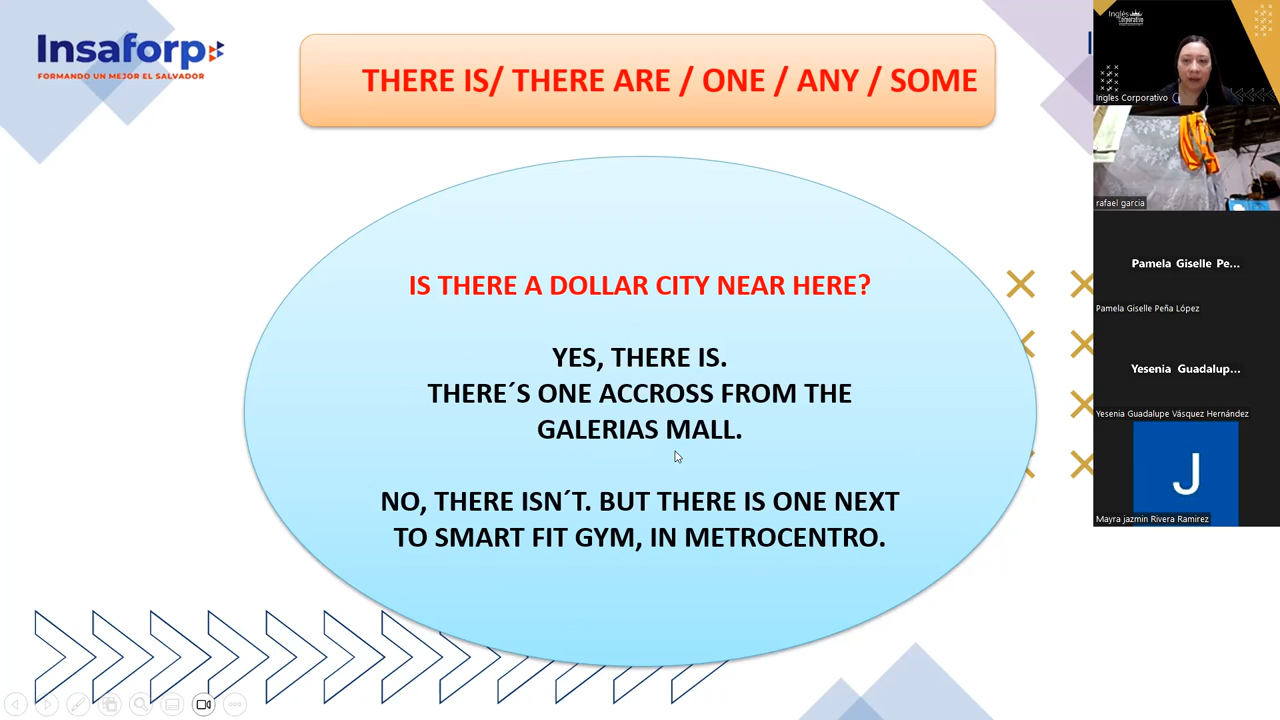 Insaforp
FORMANDO UN MEJOR EL SALVADOR
THERE IS/ THERE ARE / ONE / ANY / SOME
IS THERE A DOLLAR CITY NEAR HERE?
YES, THERE IS.
THERE´S ONE ACCROSS FROM THE
GALERIAS MALL.
NO, THERE ISN´T. BUT THERE IS ONE NEXT
TO SMART FIT GYM, IN METROCENTRO.
Inglés
Corporativo
Ingles Corporativo
rafael garcia
Pamela Giselle Pe...
Pamela Giselle Peña López
Yesenia Guadalup...
Yesenia Guadalupe Vásquez Hernández
J
Mayra jazmin Rivera Ramirez